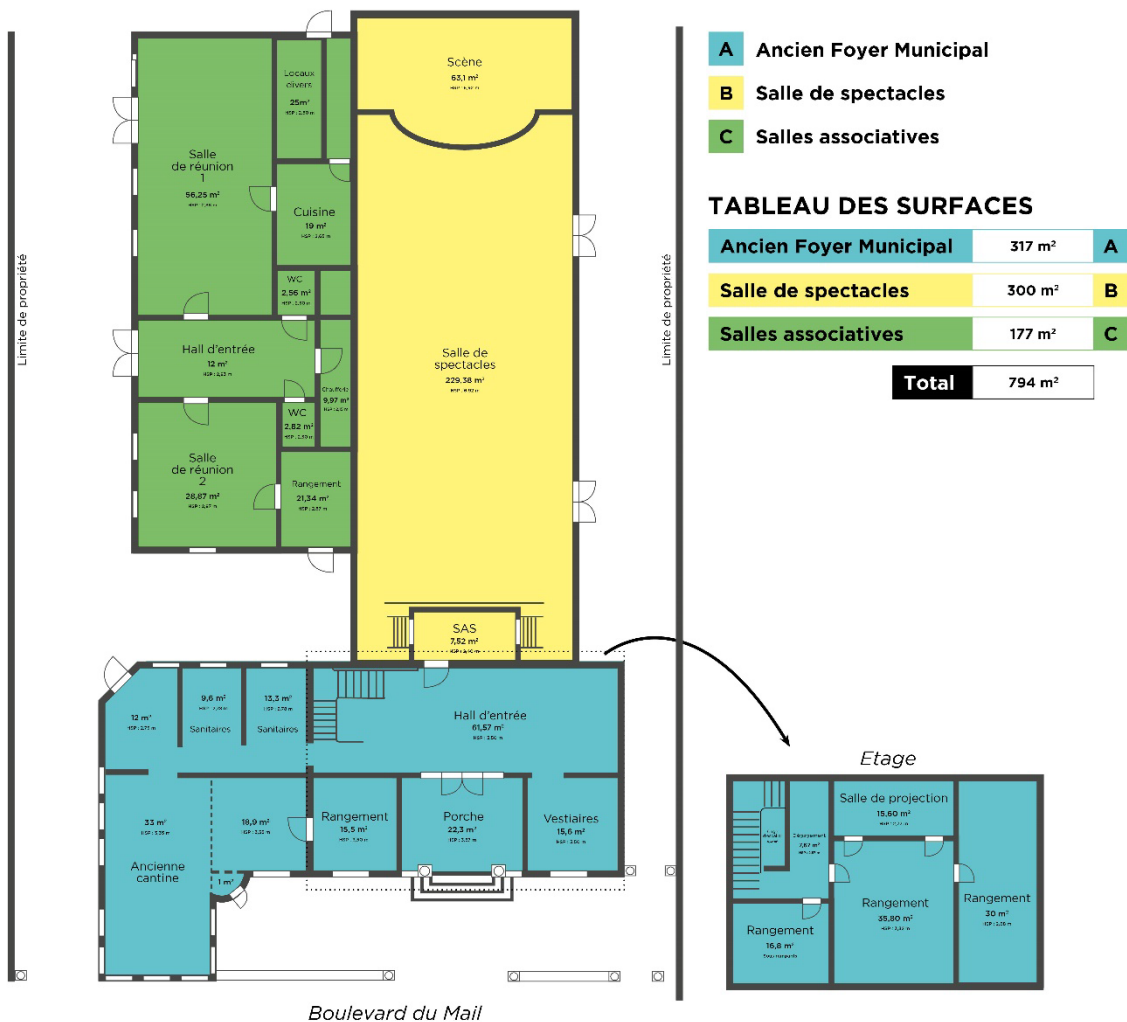 Limite de propriété
Locaux
divers
25m²
Salle
de réunion
1
56,25 m²
Cuisine
19 m²
WC
2,56 m²
Hall d'entrée
12 m²
Chaufferie
9,97 m²
WC
2,82 m²
Salle
de réunion
2
28,87 m²
Rangement
21,34 m²
Scène
63,1 m²
Salle de
spectacles
229,38 m²
SAS
7,52 m²
Limite de propriété
12 m²
9,6 m²
Sanitaires
13,3 m²
Sanitaires
Hall d'entrée
61,57 m²
33 m²
Ancienne
cantine
18,9 m²
1 m²
Rangement
15,5 m²
Porche
22,3 m²
Vestiaires
15,6 m²
Boulevard du Mail
A Ancien Foyer Municipal
B Salle de spectacles
C Salles associatives
TABLEAU DES SURFACES
Ancien Foyer Municipal 317 m² A
Salle de spectacles 300 m² B
Salles associatives 177 m² C
Total 794 m²
Etage
Salle de projection
15,60 m²
Dégagement
7,67 m²
Rangement
35,80 m²
Rangement
30 m²
Rangement
16,8 m²